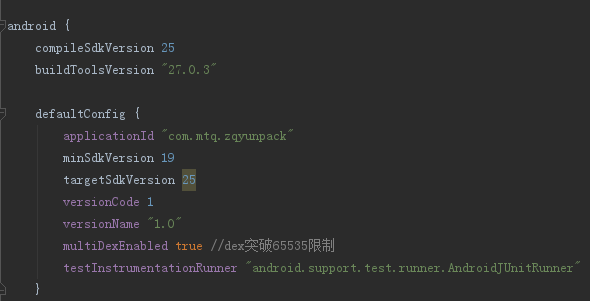 android {
compileSdkVersion 25
buildToolsVersion "27.0.3"
defaultConfig {
applicationId "com.mtq.zqyunpack"
minSdkVersion 19
targetSdkVersion 25
versionCode 1
versionName "1.0"
multiDexEnabled true //dex突破65535限制
testInstrumentationRunner "android.support.test.runner.AndroidJUnitRunner"
}